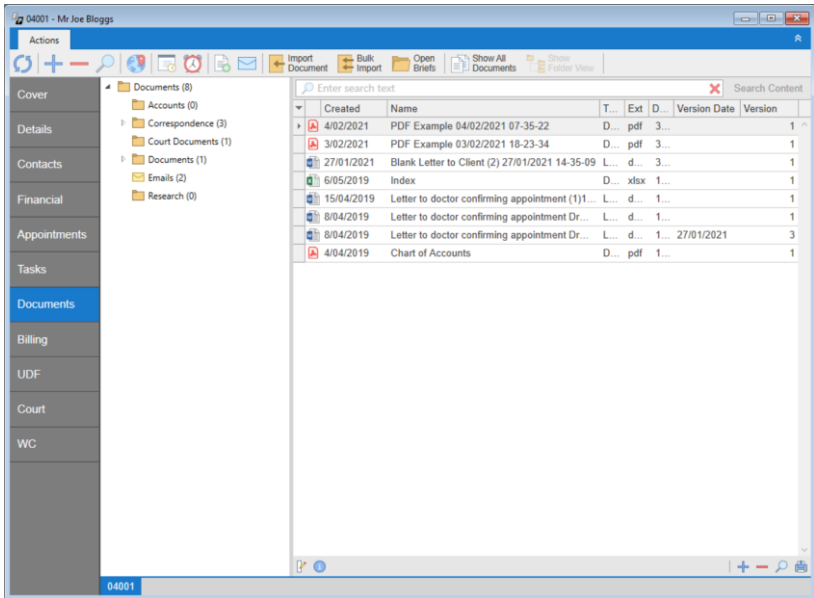 04001 - Mr Joe Bloggs
Actions
Import Document
Bulk Import
Open Briefs
Show All Documents
Show Folder View
Cover
Details
Contacts
Financial
Appointments
Tasks
Documents
Billing
UDF
Court
WC
Documents (8)
Accounts (0)
Correspondence (3)
Court Documents (1)
Documents (1)
Emails (2)
Research (0)
Enter search text
Search Content
Created Name T... Ext D... Version Date Version
4/02/2021 PDF Example 04/02/2021 07-35-22 D... pdf 3... 1
3/02/2021 PDF Example 03/02/2021 18-23-34 D... pdf 3... 1
27/01/2021 Blank Letter to Client (2) 27/01/2021 14-35-09 L... d... 3... 1
6/05/2019 Index D... xlsx 1... 1
15/04/2019 Letter to doctor confirming appointment (1)1... L... d... 1... 1
8/04/2019 Letter to doctor confirming appointment Dr... L... d... 1... 1
8/04/2019 Letter to doctor confirming appointment Dr... L... d... 1... 27/01/2021 3
4/04/2019 Chart of Accounts D... pdf 1... 1
04001